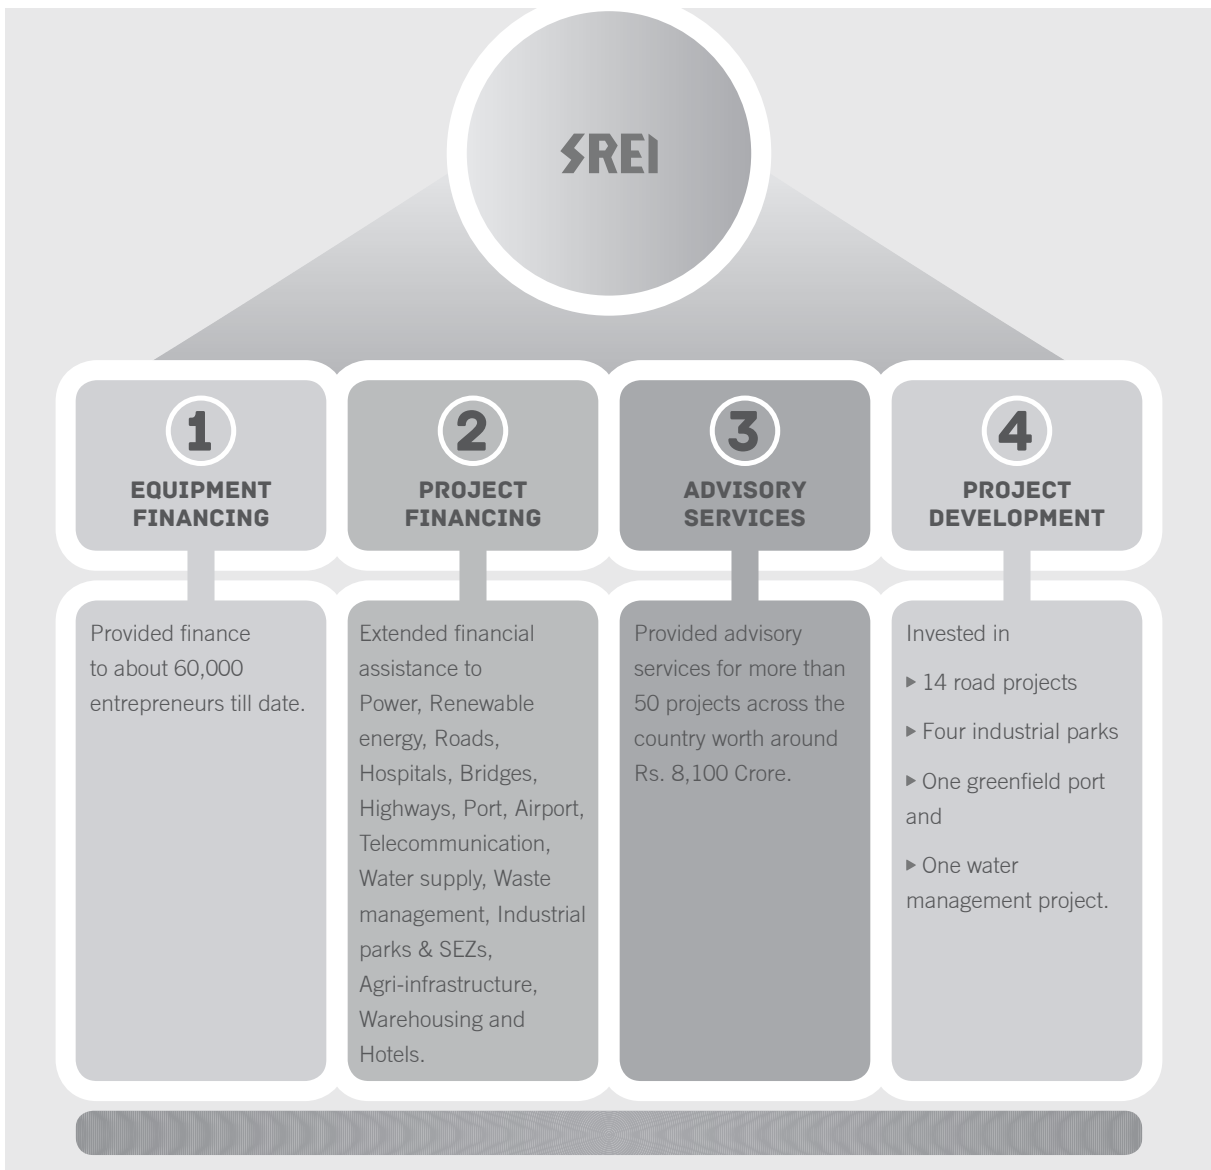 SREI
1
EQUIPMENT
FINANCING
Provided finance
to about 60,000
entrepreneurs till date.
2
PROJECT
FINANCING
Extended financial
assistance to
Power, Renewable
energy, Roads,
Hospitals, Bridges,
Highways, Port, Airport,
Telecommunication,
Water supply, Waste
management, Industrial
parks & SEZs,
Agri-infrastructure,
Warehousing and
Hotels.
3
ADVISORY
SERVICES
Provided advisory
services for more than
50 projects across the
country worth around
Rs. 8,100 Crore.
4
PROJECT
DEVELOPMENT
Invested in
▸ 14 road projects
▸ Four industrial parks
▸ One greenfield port
and
▸ One water
management project.